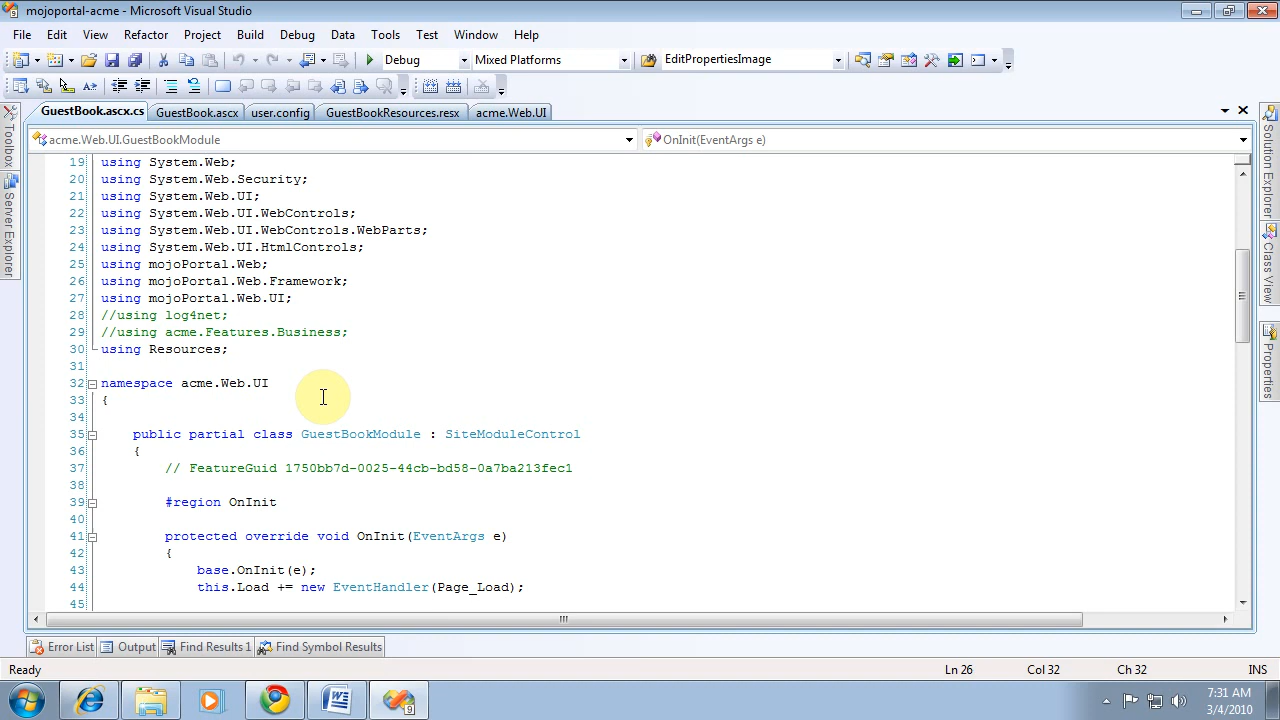 mojoportal-acme - Microsoft Visual Studio
File Edit View Refactor Project Build Debug Data Tools Test Window Help
Debug Mixed Platforms EditPropertiesImage
GuestBook.ascx.cs GuestBook.ascx user.config GuestBookResources.resx acme.Web.UI
acme.Web.UI.GuestBookModule OnInit(EventArgs e)
19 using System.Web;
20 using System.Web.Security;
21 using System.Web.UI;
22 using System.Web.UI.WebControls;
23 using System.Web.UI.WebControls.WebParts;
24 using System.Web.UI.HtmlControls;
25 using mojoPortal.Web;
26 using mojoPortal.Web.Framework;
27 using mojoPortal.Web.UI;
28 //using log4net;
29 //using acme.Features.Business;
30 using Resources;
31
32 namespace acme.Web.UI
33 {
34
35 public partial class GuestBookModule : SiteModuleControl
36 {
37 // FeatureGuid 1750bb7d-0025-44cb-bd58-0a7ba213fec1
38
39 #region OnInit
40
41 protected override void OnInit(EventArgs e)
42 {
43 base.OnInit(e);
44 this.Load += new EventHandler(Page_Load);
45
Toolbox
Server Explorer
Solution Explorer
Class View
Properties
Error List Output Find Results 1 Find Symbol Results
Ready Ln 26 Col 32 Ch 32 INS
7:31 AM
3/4/2010